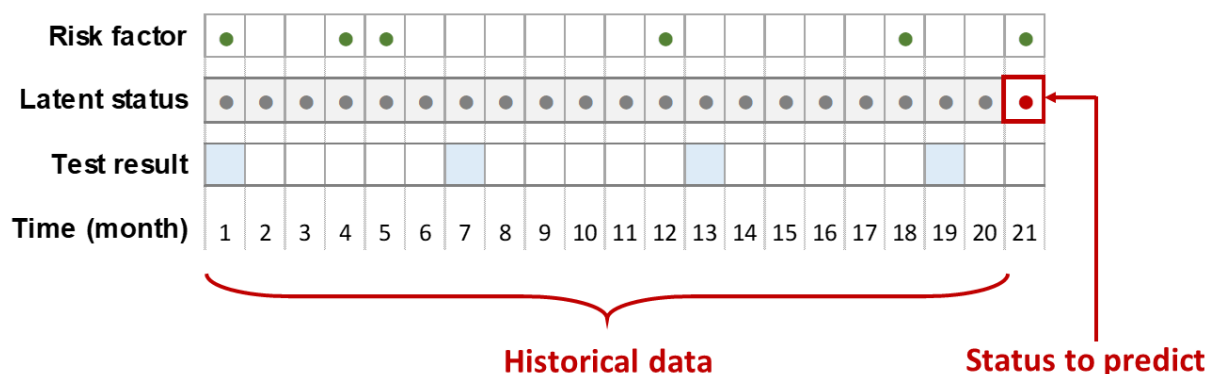 Risk factor
Latent status
Test result
Time (month) 1 2 3 4 5 6 7 8 9 10 11 12 13 14 15 16 17 18 19 20 21
Historical data
Status to predict